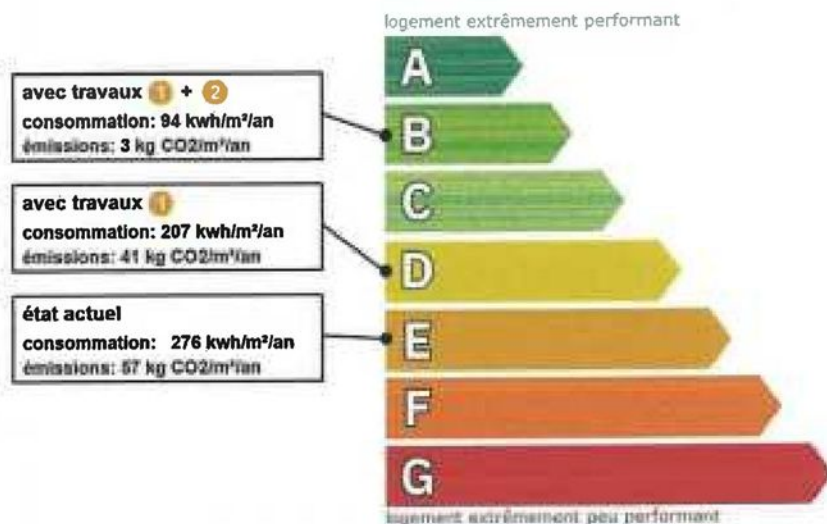 logement extrêmement performant
avec travaux 1 + 2
consommation: 94 kwh/m²/an
émissions: 3 kg CO2/m²/an
avec travaux 1
consommation: 207 kwh/m²/an
émissions: 41 kg CO2/m²/an
état actuel
consommation: 276 kwh/m²/an
émissions: 57 kg CO2/m²/an
A
B
C
D
E
F
G
logement extrêmement peu performant